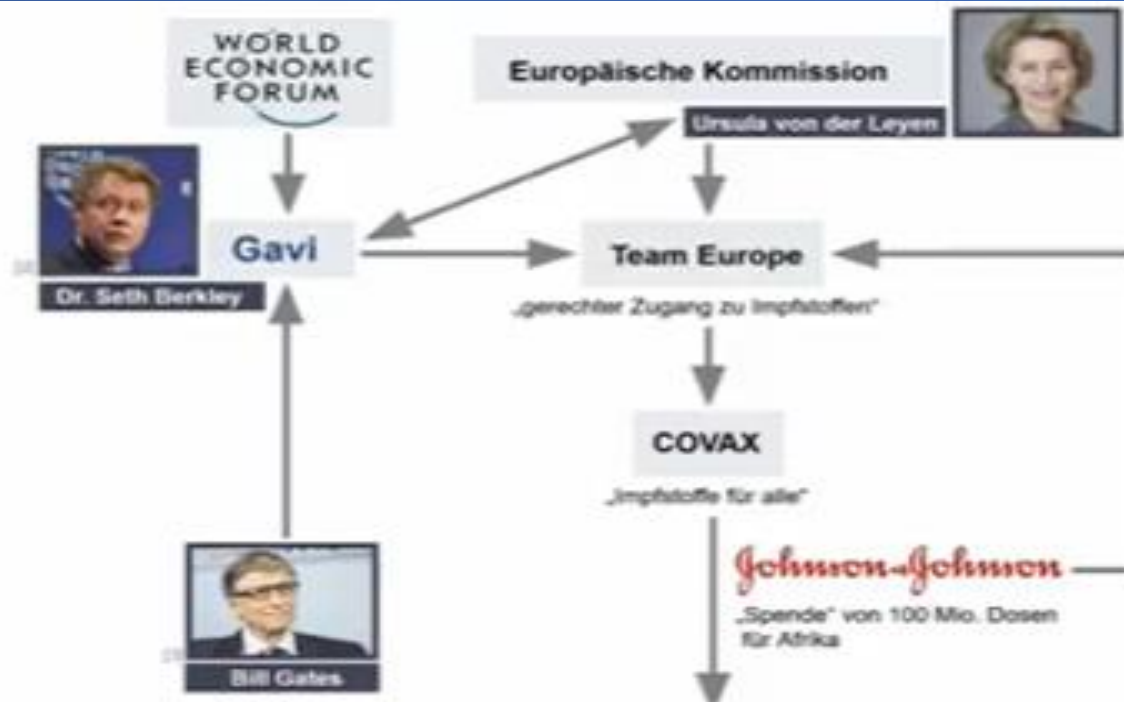 WORLD
ECONOMIC
FORUM
Europäische Kommission
Ursula von der Leyen
Gavi
Dr. Seth Berkley
Team Europe
„gerechter Zugang zu Impfstoffen“
COVAX
„Impfstoffe für alle“
Johnson&Johnson
„Spende“ von 100 Mio. Dosen
für Afrika
Bill Gates